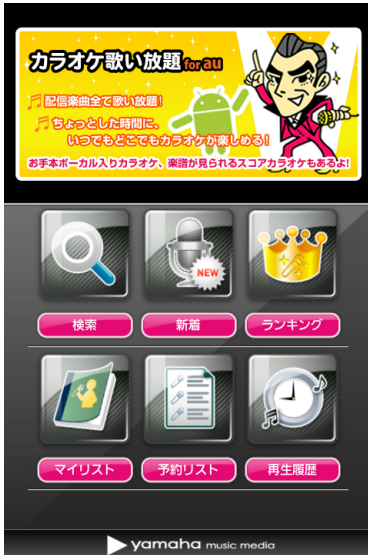 カラオケ歌い放題 for au
配信楽曲全て歌い放題!
ちょっとした時間に、
いつでもどこでもカラオケが楽しめる!
お手本ボーカル入りカラオケ、楽譜が見られるスコアカラオケもあるよ!
NEW
検索 新着 ランキング
マイリスト 予約リスト 再生履歴
yamaha music media